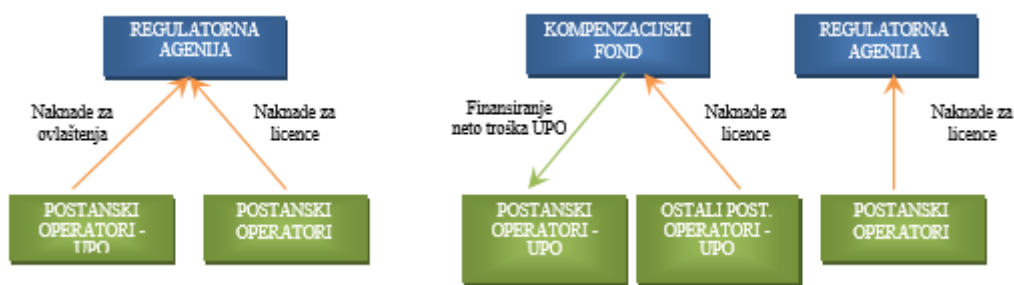 REGULATORNA
AGENIJA
KOMPENZACIJSKI
FOND
REGULATORNA
AGENIJA
Naknade za
ovlaštenja
Naknade za
licence
Finansiranje
neto troška UPO
Naknade za
licence
Naknade za
licence
POSTANSKI
OPERATORI -
UPO
POSTANSKI
OPERATORI
POSTANSKI
OPERATORI -
UPO
OSTALI POST.
OPERATORI -
UPO
POSTANSKI
OPERATORI